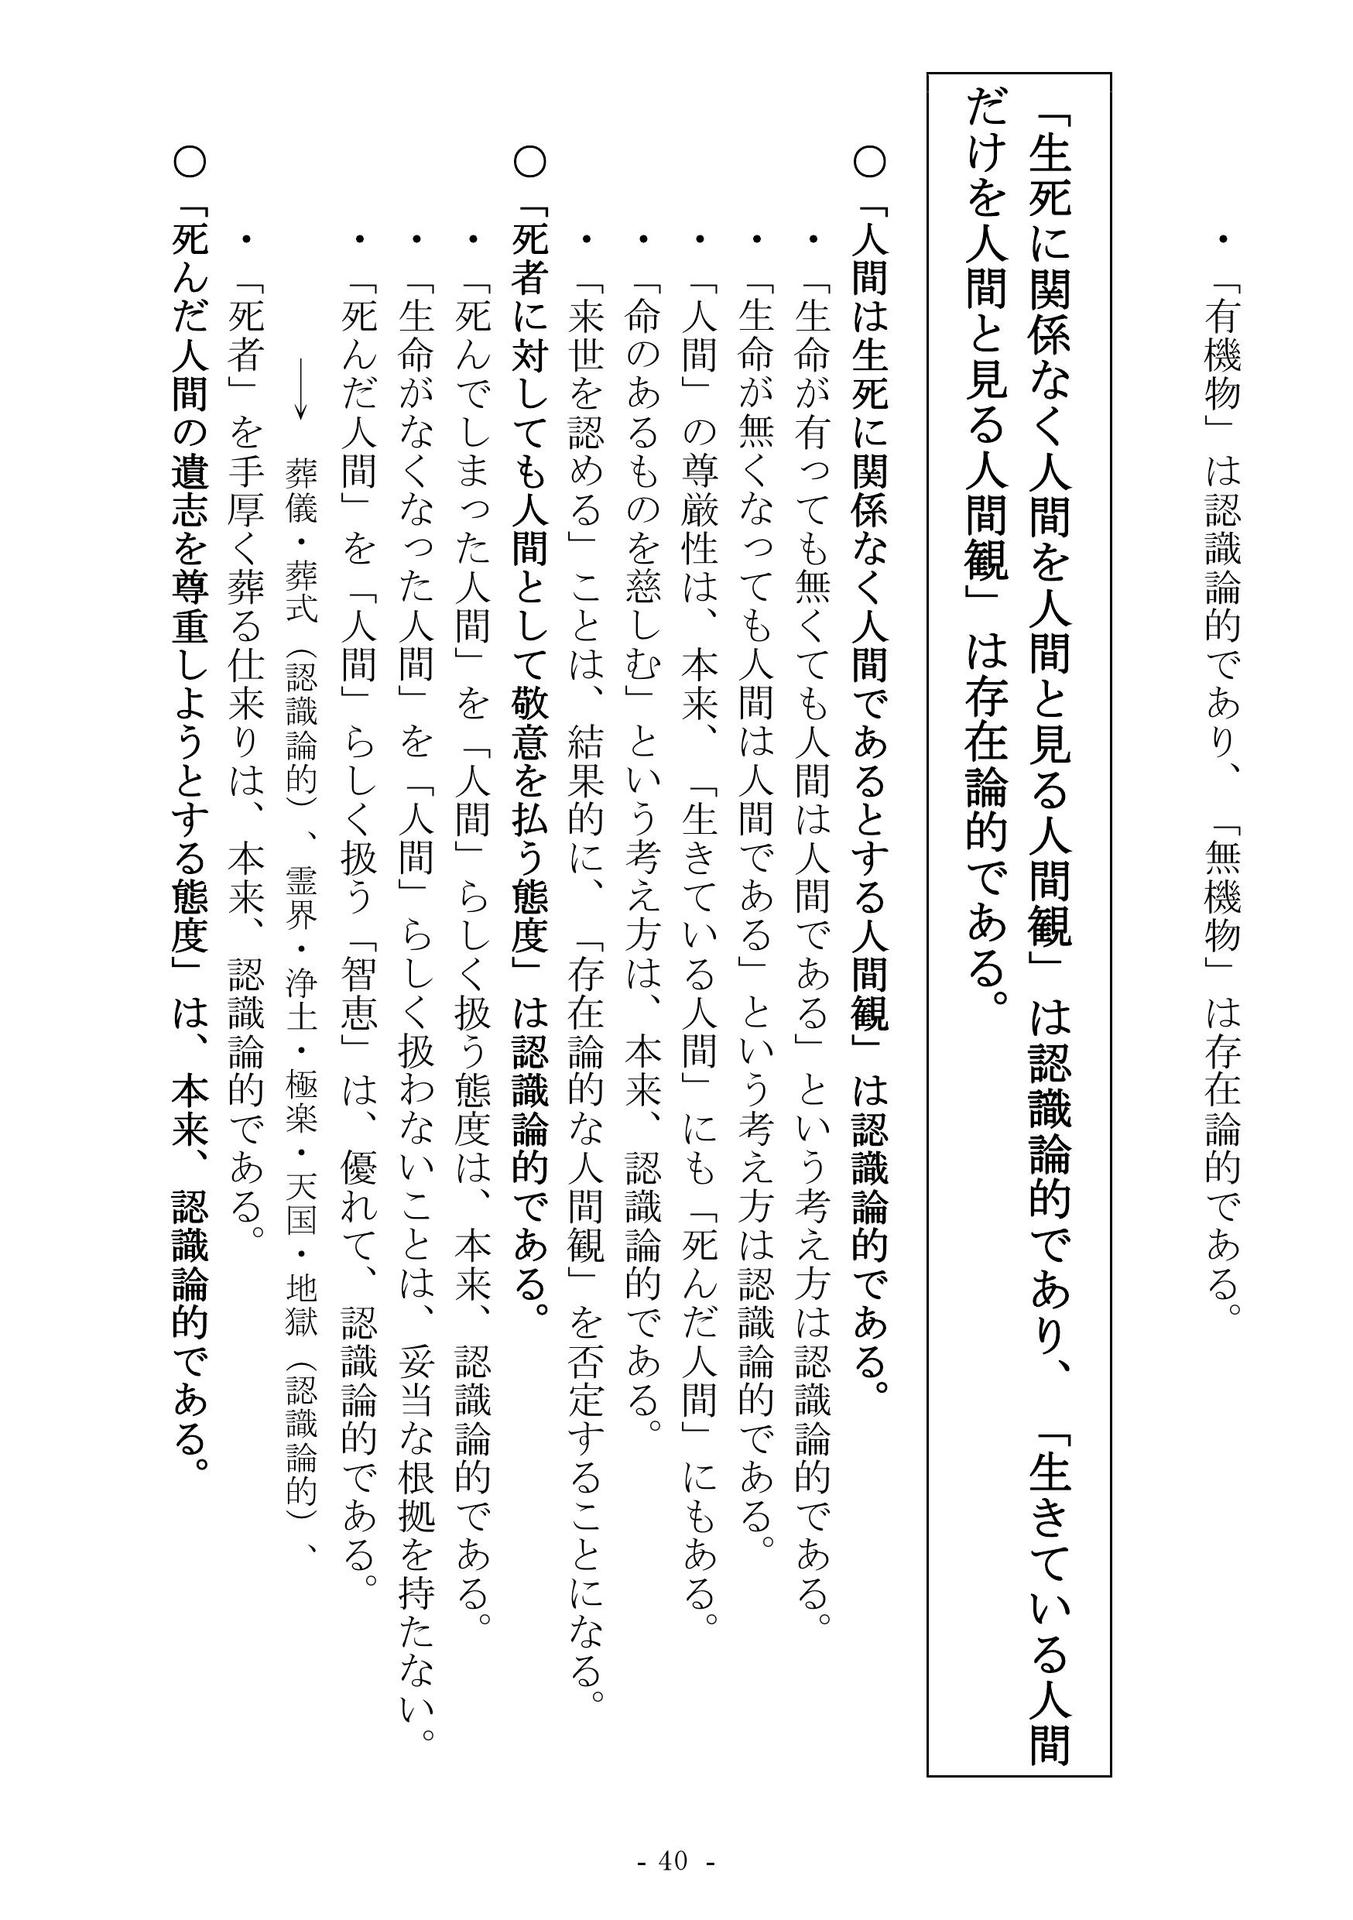 ・「有機物」は認識論的であり、「無機物」は存在論的である。
「生死に関係なく人間を人間と見る人間観」は認識論的であり、「生きている人間
だけを人間と見る人間観」は存在論的である。
○「人間は生死に関係なく人間であるとする人間観」は認識論的である。
・「生命が有っても無くても人間は人間である」という考え方は認識論的である。
・「生命が無くなっても人間は人間である」という考え方は認識論的である。
・「人間」の尊厳性は、本来、「生きている人間」にも「死んだ人間」にもある。
・「命のあるものを慈しむ」という考え方は、本来、認識論的である。
・「来世を認める」ことは、結果的に、「存在論的な人間観」を否定することになる。
○「死者に対しても人間として敬意を払う態度」は認識論的である。
・「死んでしまった人間」を「人間」らしく扱う態度は、本来、認識論的である。
・「生命がなくなった人間」を「人間」らしく扱わないことは、妥当な根拠を持たない。
・「死んだ人間」を「人間」らしく扱う「智恵」は、優れて、認識論的である。
→ 葬儀・葬式（認識論的）、霊界・浄土・極楽・天国・地獄（認識論的）、
・「死者」を手厚く葬る仕来りは、本来、認識論的である。
○「死んだ人間の遺志を尊重しようとする態度」は、本来、認識論的である。
- 40 -